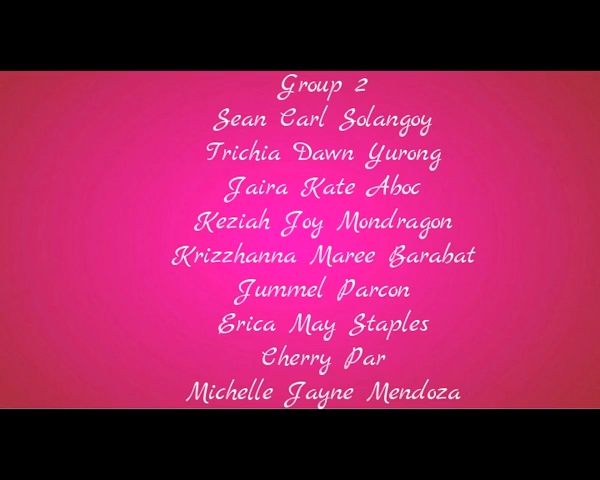 Group 2
Sean Carl Solangoy
Trichia Dawn Yurong
Jaira Kate Aboc
Keziah Joy Mondragon
Krizzhanna Maree Barabat
Jummel Parcon
Erica May Staples
Cherry Par
Michelle Jayne Mendoza